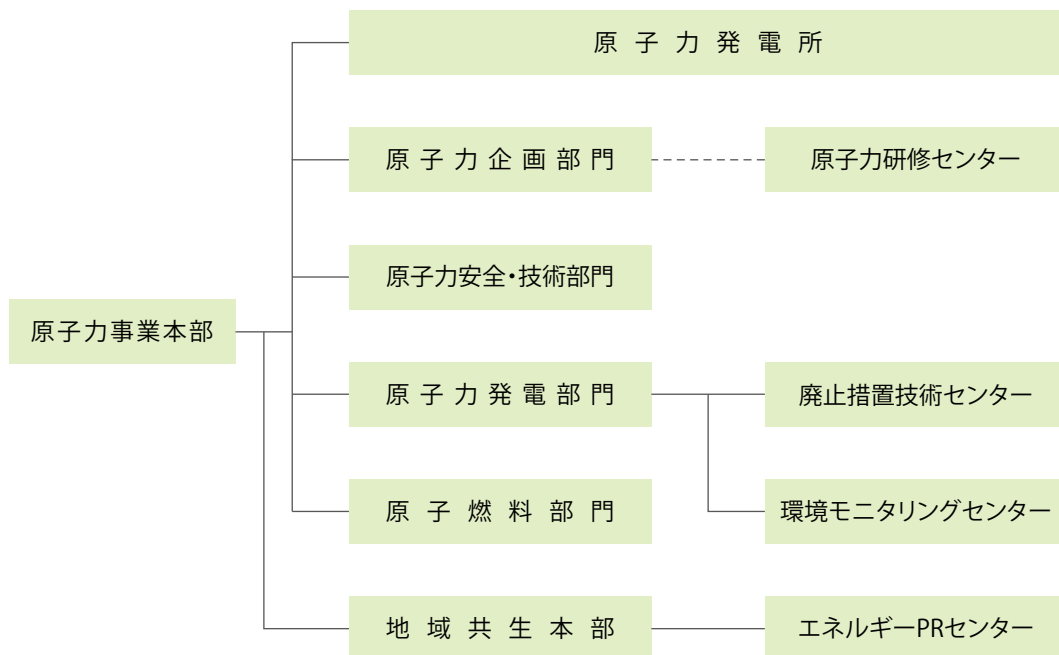 原子力発電所
原子力企画部門
原子力研修センター
原子力安全・技術部門
原子力事業本部
原子力発電部門
廃止措置技術センター
原子燃料部門
環境モニタリングセンター
地域共生本部
エネルギーPRセンター